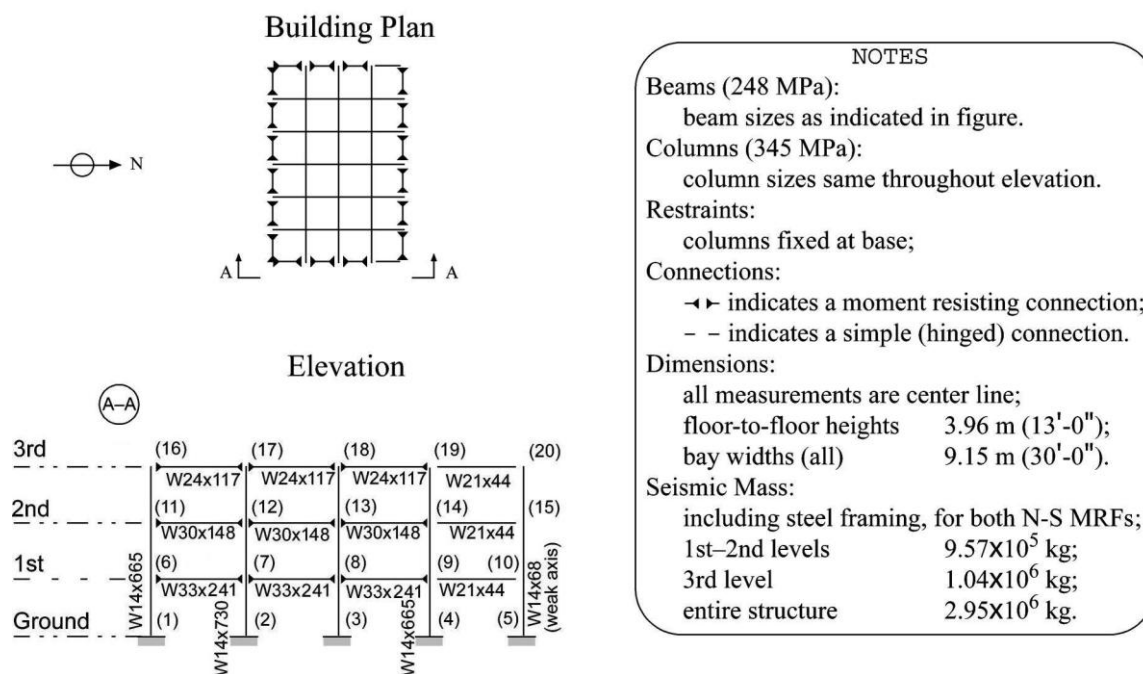 Building Plan
N
A
A
Elevation
A–A
3rd
(16)
(17)
(18)
(19)
(20)
W24x117
W24x117
W24x117
W21x44
2nd
(11)
(12)
(13)
(14)
(15)
W30x148
W30x148
W30x148
W21x44
1st
(6)
(7)
(8)
(9)
(10)
W33x241
W33x241
W33x241
W21x44
Ground
(1)
(2)
(3)
(4)
(5)
W14x665
W14x730
W14x665
W14x68
(weak axis)
NOTES
Beams (248 MPa):
beam sizes as indicated in figure.
Columns (345 MPa):
column sizes same throughout elevation.
Restraints:
columns fixed at base;
Connections:
indicates a moment resisting connection;
– – indicates a simple (hinged) connection.
Dimensions:
all measurements are center line;
floor-to-floor heights 3.96 m (13'-0");
bay widths (all) 9.15 m (30'-0").
Seismic Mass:
including steel framing, for both N-S MRFs;
1st–2nd levels 9.57X10⁵ kg;
3rd level 1.04X10⁶ kg;
entire structure 2.95X10⁶ kg.